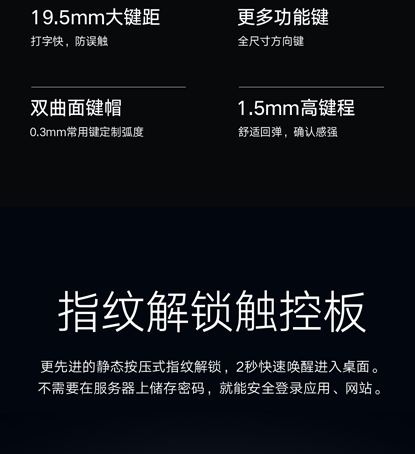 19.5mm大键距
打字快，防误触
更多功能键
全尺寸方向键
双曲面键帽
0.3mm常用键定制弧度
1.5mm高键程
舒适回弹，确认感强
指纹解锁触控板
更先进的静态按压式指纹解锁，2秒快速唤醒进入桌面。
不需要在服务器上储存密码，就能安全登录应用、网站。